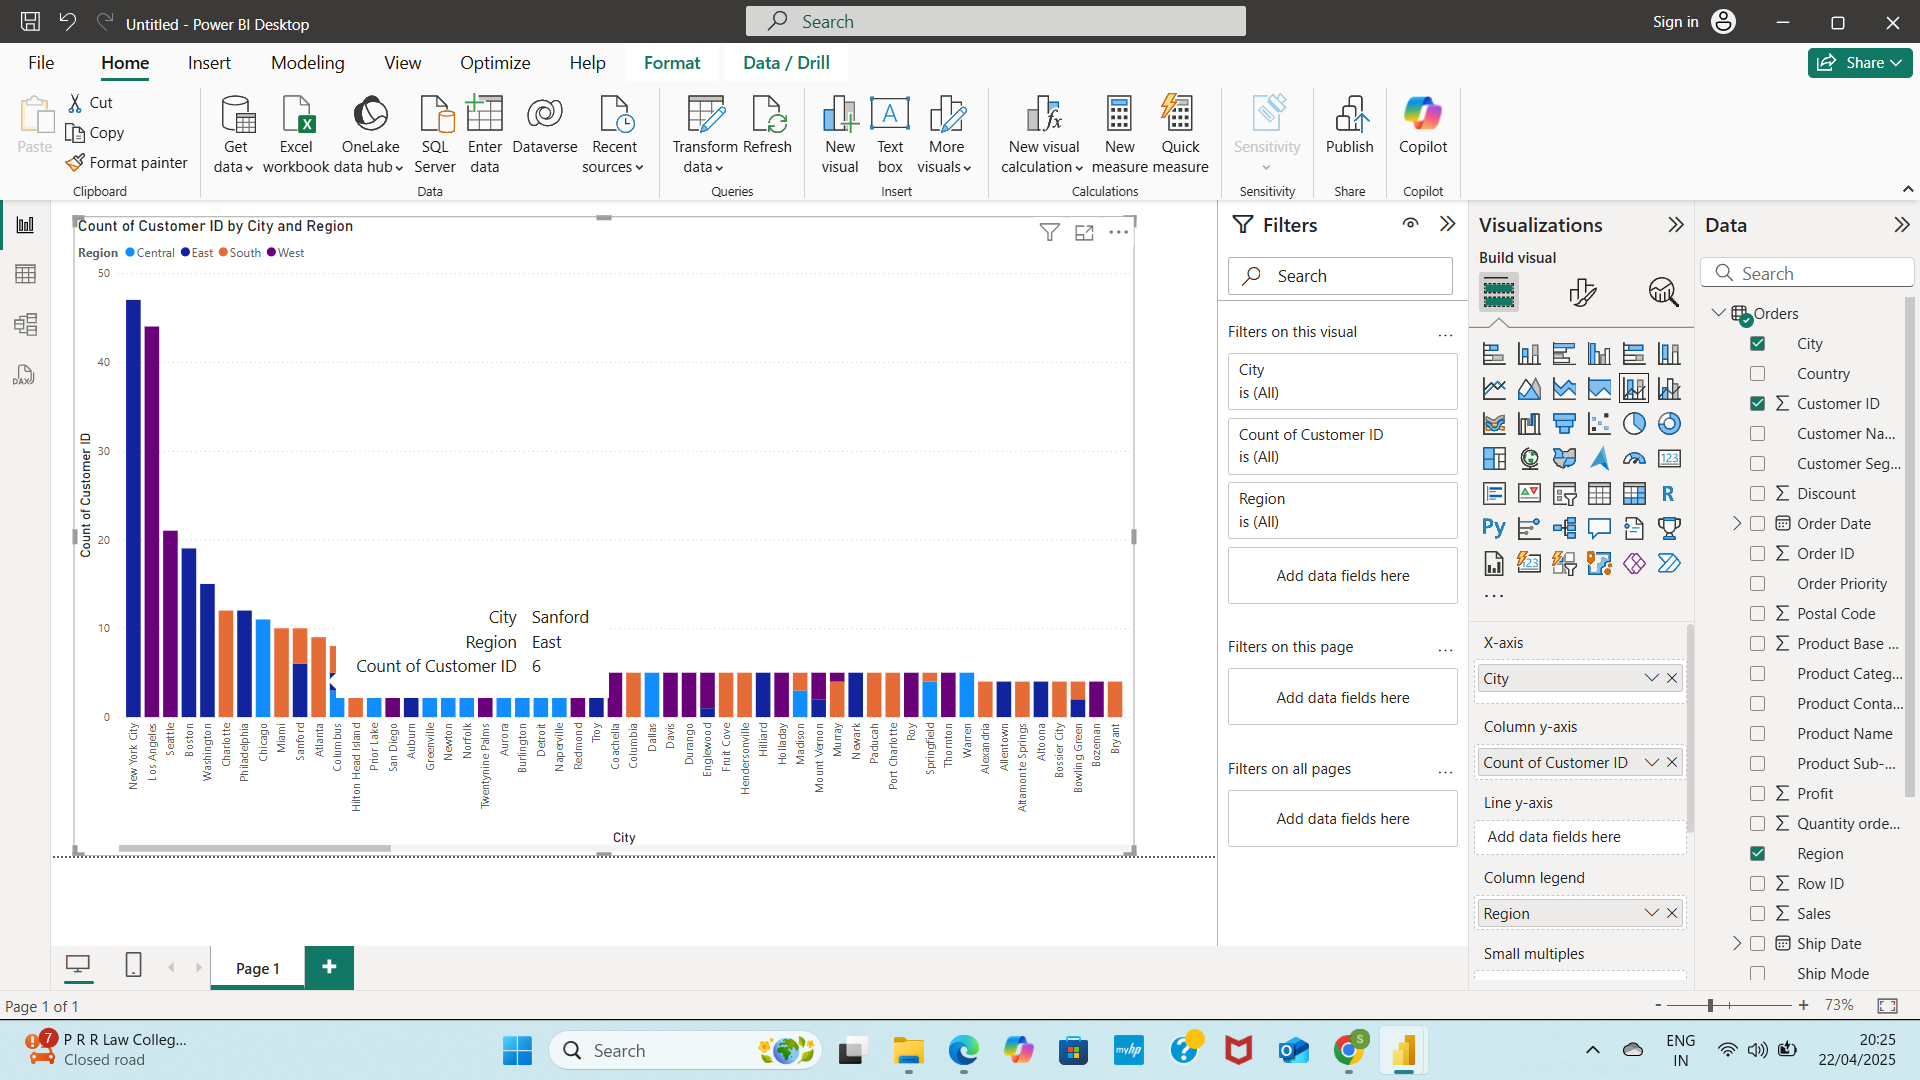 Untitled - Power BI Desktop
Search
Sign in
File Home Insert Modeling View Optimize Help Format Data / Drill
Share
Paste
Cut
Copy
Format painter
Clipboard
Get data
Excel workbook
OneLake data hub
SQL Server
Enter data
Dataverse
Recent sources
Data
Transform data
Refresh
Queries
New visual
Text box
More visuals
Insert
New visual calculation
New measure
Quick measure
Calculations
Sensitivity
Sensitivity
Publish
Share
Copilot
Copilot
Count of Customer ID by City and Region
Region Central East South West
50
40
30
20
10
0
Count of Customer ID
City Sanford
Region East
Count of Customer ID 6
New York City
Los Angeles
Seattle
Boston
Washington
Charlotte
Philadelphia
Chicago
Miami
Sanford
Atlanta
Columbus
Hilton Head Island
Prior Lake
San Diego
Auburn
Greenville
Newton
Norfolk
Twentynine Palms
Aurora
Burlington
Detroit
Naperville
Redmond
Troy
Coachella
Columbia
Dallas
Davis
Durango
Englewood
Fruit Cove
Hendersonville
Hilliard
Holladay
Madison
Mount Vernon
Murray
Newark
Paducah
Port Charlotte
Roy
Springfield
Thornton
Warren
Alexandria
Allentown
Altamonte Springs
Altoona
Bossier City
Bowling Green
Bozeman
Bryant
City
Filters
Search
Filters on this visual ...
City
is (All)
Count of Customer ID
is (All)
Region
is (All)
Add data fields here
Filters on this page ...
Add data fields here
Filters on all pages ...
Add data fields here
Visualizations
Build visual
123
R
Py
123
...
X-axis
City
Column y-axis
Count of Customer ID
Line y-axis
Add data fields here
Column legend
Region
Small multiples
Data
Search
Orders
City
Country
Customer ID
Customer Na...
Customer Seg...
Discount
Order Date
Order ID
Order Priority
Postal Code
Product Base ...
Product Categ...
Product Conta...
Product Name
Product Sub-...
Profit
Quantity orde...
Region
Row ID
Sales
Ship Date
Ship Mode
DAX
Page 1
Page 1 of 1
- + 73%
7
P R R Law Colleg...
Closed road
Search
myhp
S
ENG
IN
20:25
22/04/2025